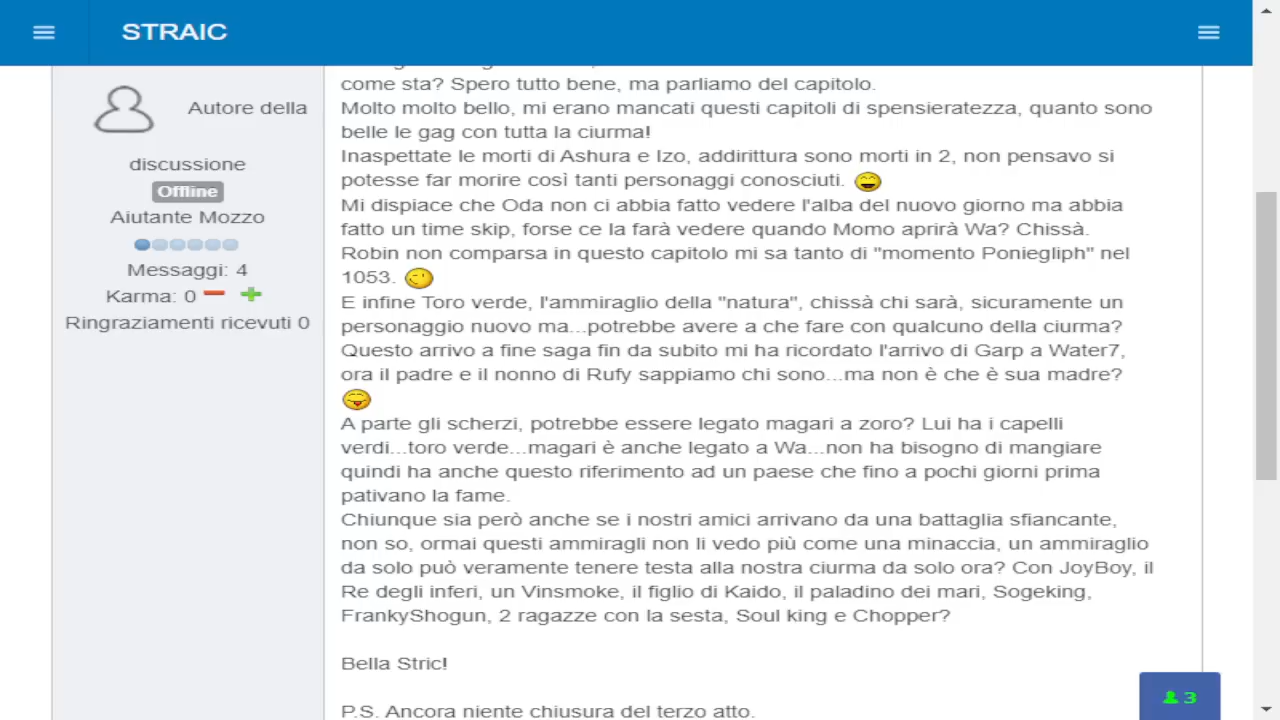 STRAIC
Autore della
discussione
Offline
Aiutante Mozzo
Messaggi: 4
Karma: 0
Ringraziamenti ricevuti 0
come sta? Spero tutto bene, ma parliamo del capitolo.
Molto molto bello, mi erano mancati questi capitoli di spensieratezza, quanto sono
belle le gag con tutta la ciurma!
Inaspettate le morti di Ashura e Izo, addirittura sono morti in 2, non pensavo si
potesse far morire così tanti personaggi conosciuti.
Mi dispiace che Oda non ci abbia fatto vedere l'alba del nuovo giorno ma abbia
fatto un time skip, forse ce la farà vedere quando Momo aprirà Wa? Chissà.
Robin non comparsa in questo capitolo mi sa tanto di "momento Poniegliph" nel
1053.
E infine Toro verde, l'ammiraglio della "natura", chissà chi sarà, sicuramente un
personaggio nuovo ma...potrebbe avere a che fare con qualcuno della ciurma?
Questo arrivo a fine saga fin da subito mi ha ricordato l'arrivo di Garp a Water7,
ora il padre e il nonno di Rufy sappiamo chi sono...ma non è che è sua madre?
A parte gli scherzi, potrebbe essere legato magari a zoro? Lui ha i capelli
verdi...toro verde...magari è anche legato a Wa...non ha bisogno di mangiare
quindi ha anche questo riferimento ad un paese che fino a pochi giorni prima
pativano la fame.
Chiunque sia però anche se i nostri amici arrivano da una battaglia sfiancante,
non so, ormai questi ammiragli non li vedo più come una minaccia, un ammiraglio
da solo può veramente tenere testa alla nostra ciurma da solo ora? Con JoyBoy, il
Re degli inferi, un Vinsmoke, il figlio di Kaido, il paladino dei mari, Sogeking,
FrankyShogun, 2 ragazze con la sesta, Soul king e Chopper?
Bella Stric!
P.S. Ancora niente chiusura del terzo atto.
3